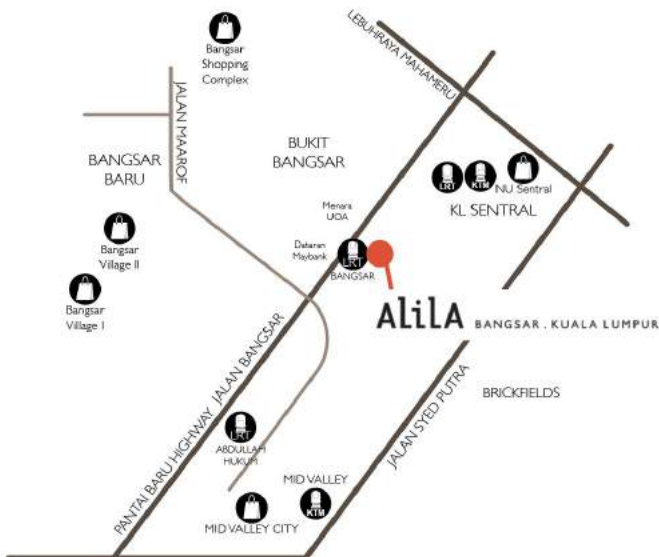 Bangsar
Shopping
Complex
LEBUHRAYA MAHAMERU
JALAN MAAROF
BUKIT
BANGSAR
BANGSAR
BARU
LRT
KTM
NU Sentral
KL SENTRAL
Menara
UOA
Dataran
Maybank
LRT
BANGSAR
Bangsar
Village II
Bangsar
Village I
ALiLA BANGSAR . KUALA LUMPUR
PANTAI BARU HIGHWAY
JALAN BANGSAR
JALAN SYED PUTRA
BRICKFIELDS
LRT
ABDULLAH
HUKUM
MID VALLEY
KTM
MID VALLEY CITY